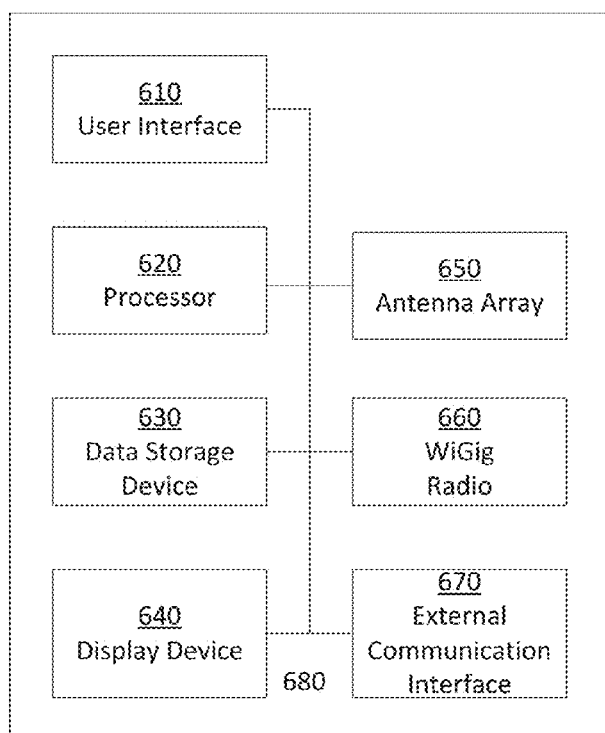 610
User Interface
620
Processor
630
Data Storage
Device
640
Display Device
650
Antenna Array
660
WiGig
Radio
670
External
Communication
Interface
680